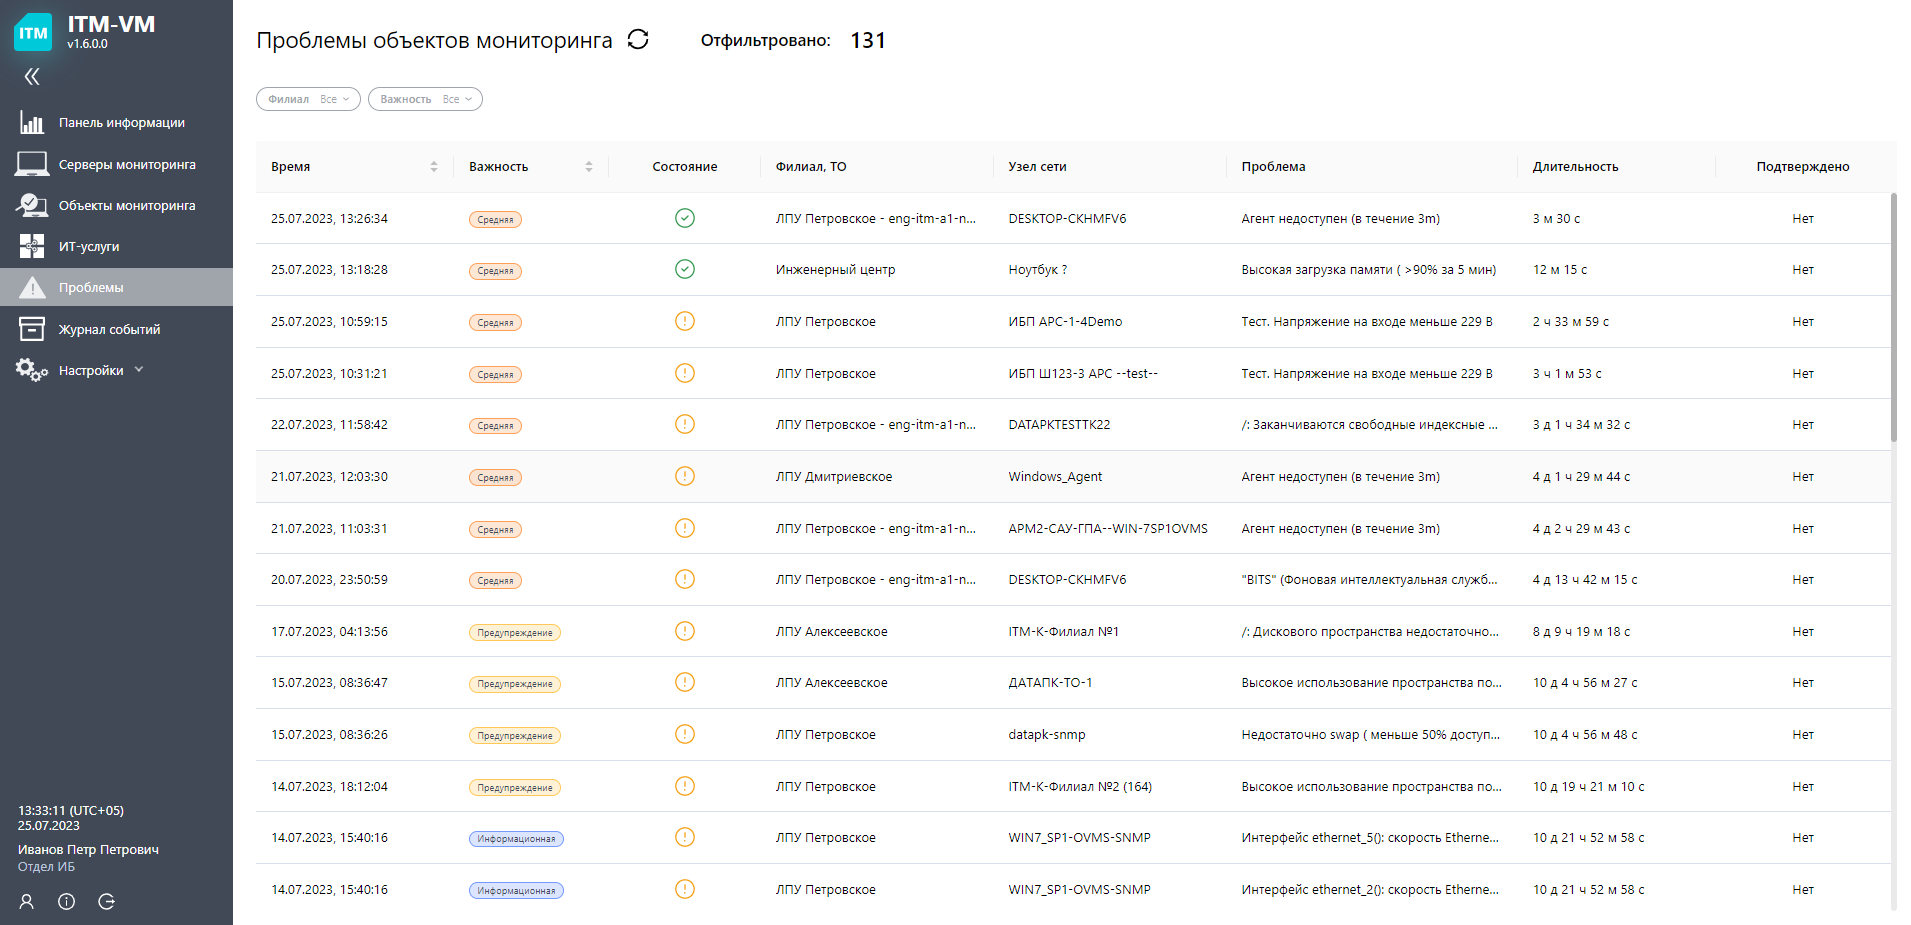 ITM
ITM-VM
v1.6.0.0
Панель информации
Серверы мониторинга
Объекты мониторинга
ИТ-услуги
Проблемы
Журнал событий
Настройки
13:33:11 (UTC+05)
25.07.2023
Иванов Петр Петрович
Отдел ИБ
Проблемы объектов мониторинга Отфильтровано: 131
Филиал Все Важность Все
Время Важность Состояние Филиал, ТО Узел сети Проблема Длительность Подтверждено
25.07.2023, 13:26:34 Средняя ЛПУ Петровское - eng-itm-a1-n... DESKTOP-CKHMFV6 Агент недоступен (в течение 3m) 3 м 30 с Нет
25.07.2023, 13:18:28 Средняя Инженерный центр Ноутбук ? Высокая загрузка памяти ( >90% за 5 мин) 12 м 15 с Нет
25.07.2023, 10:59:15 Средняя ЛПУ Петровское ИБП APC-1-4Demo Тест. Напряжение на входе меньше 229 В 2 ч 33 м 59 с Нет
25.07.2023, 10:31:21 Средняя ЛПУ Петровское ИБП Ш123-3 APC --test-- Тест. Напряжение на входе меньше 229 В 3 ч 1 м 53 с Нет
22.07.2023, 11:58:42 Средняя ЛПУ Петровское - eng-itm-a1-n... DATAPKTESTTK22 /: Заканчиваются свободные индексные ... 3 д 1 ч 34 м 32 с Нет
21.07.2023, 12:03:30 Средняя ЛПУ Дмитриевское Windows_Agent Агент недоступен (в течение 3m) 4 д 1 ч 29 м 44 с Нет
21.07.2023, 11:03:31 Средняя ЛПУ Петровское - eng-itm-a1-n... АРМ2-САУ-ГПА--WIN-7SP1OVMS Агент недоступен (в течение 3m) 4 д 2 ч 29 м 43 с Нет
20.07.2023, 23:50:59 Средняя ЛПУ Петровское - eng-itm-a1-n... DESKTOP-CKHMFV6 "BITS" (Фоновая интеллектуальная служб... 4 д 13 ч 42 м 15 с Нет
17.07.2023, 04:13:56 Предупреждение ЛПУ Алексеевское ITM-К-Филиал №1 /: Дискового пространства недостаточно... 8 д 9 ч 19 м 18 с Нет
15.07.2023, 08:36:47 Предупреждение ЛПУ Алексеевское ДАТАПК-ТО-1 Высокое использование пространства по... 10 д 4 ч 56 м 27 с Нет
15.07.2023, 08:36:26 Предупреждение ЛПУ Петровское datapk-snmp Недостаточно swap ( меньше 50% доступ... 10 д 4 ч 56 м 48 с Нет
14.07.2023, 18:12:04 Предупреждение ЛПУ Петровское ITM-К-Филиал №2 (164) Высокое использование пространства по... 10 д 19 ч 21 м 10 с Нет
14.07.2023, 15:40:16 Информационная ЛПУ Петровское WIN7_SP1-OVMS-SNMP Интерфейс ethernet_5(): скорость Etherne... 10 д 21 ч 52 м 58 с Нет
14.07.2023, 15:40:16 Информационная ЛПУ Петровское WIN7_SP1-OVMS-SNMP Интерфейс ethernet_2(): скорость Etherne... 10 д 21 ч 52 м 58 с Нет